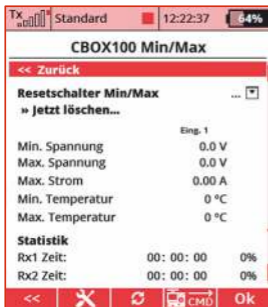 Tx Standard 12:22:37 64%
CBOX100 Min/Max
<< Zurück
Resetschalter Min/Max ...
» Jetzt löschen...
Eing. 1
Min. Spannung 0.0 V
Max. Spannung 0.0 V
Max. Strom 0.00 A
Min. Temperatur 0 °C
Max. Temperatur 0 °C
Statistik
Rx1 Zeit: 00: 00: 00 0%
Rx2 Zeit: 00: 00: 00 0%
<< CMD Ok